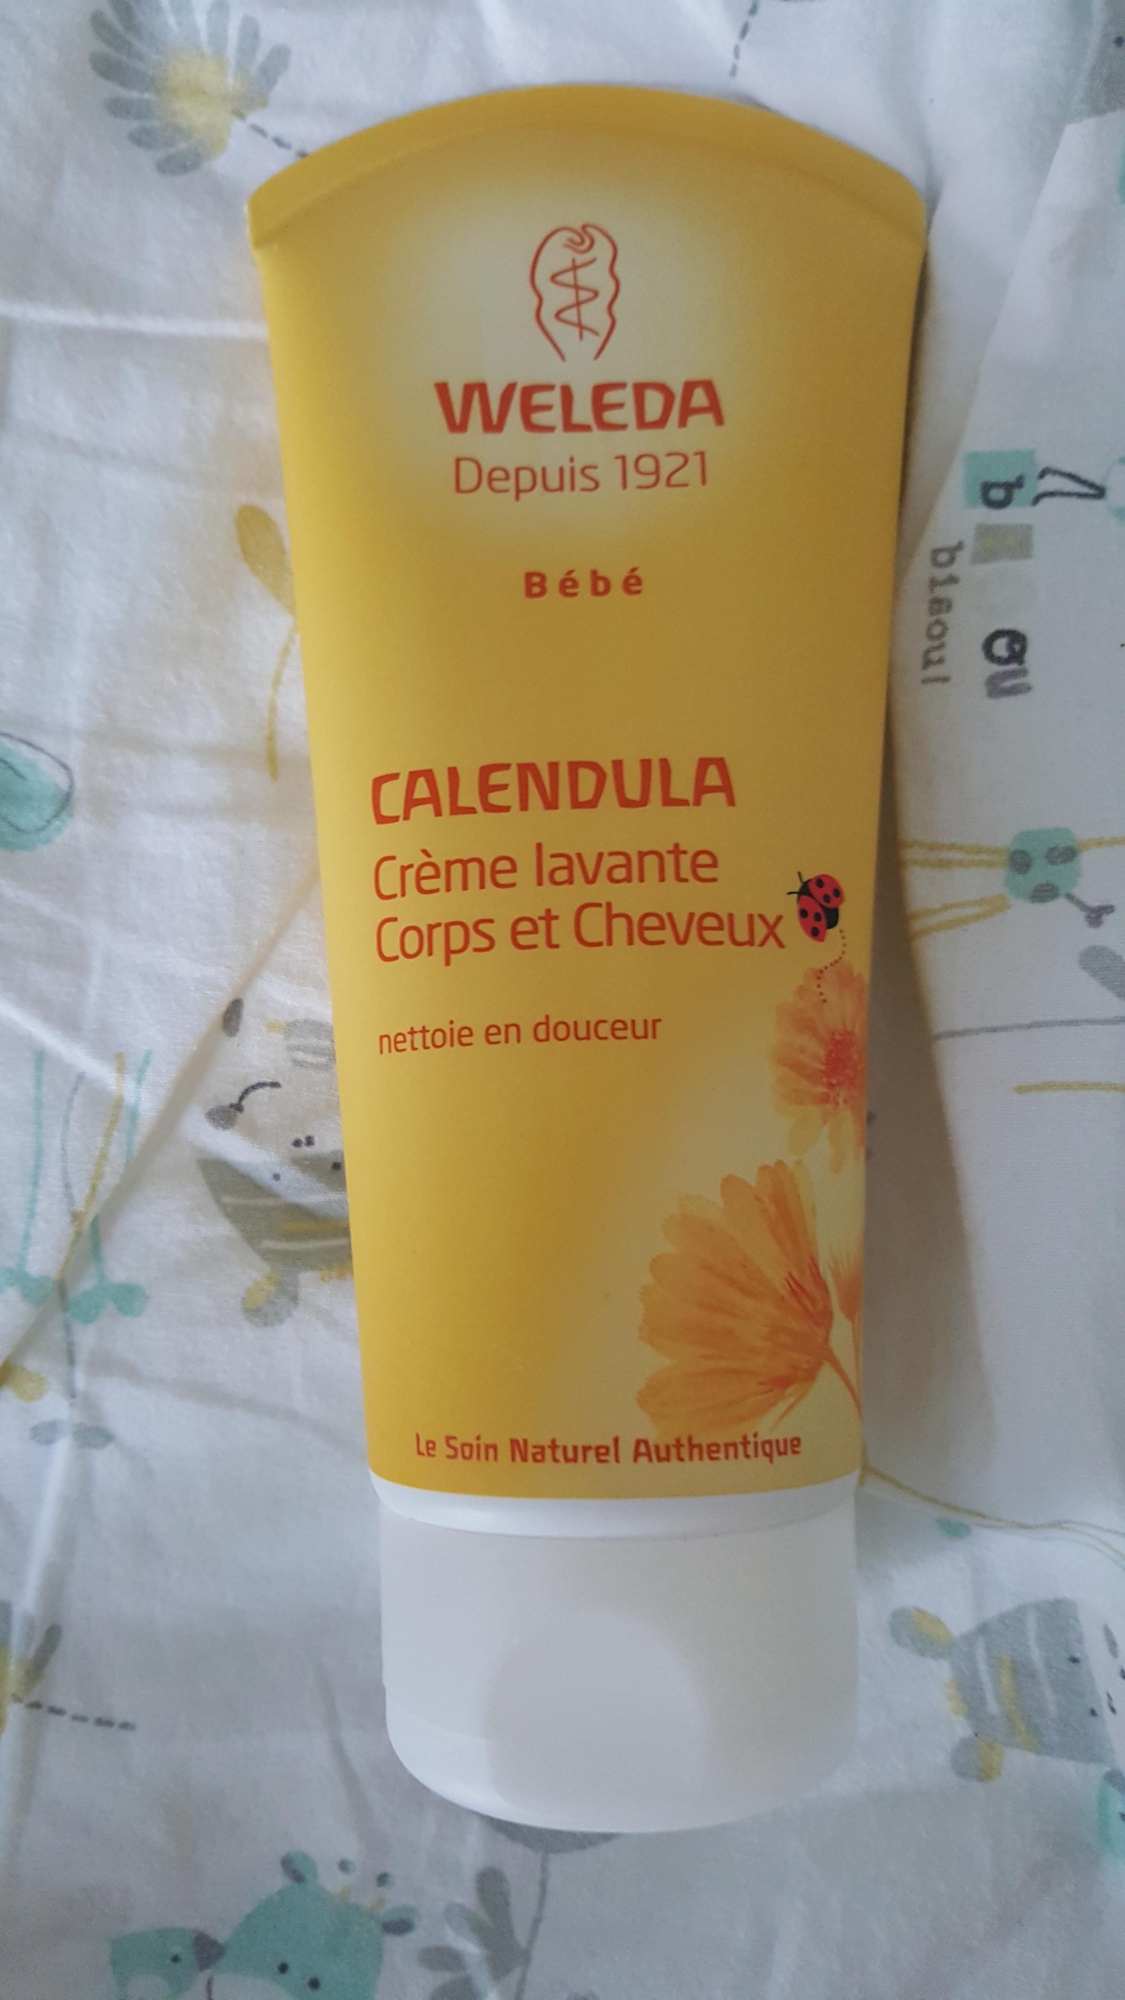 WELEDA
Depuis 1921
Bébé
CALENDULA
Crème lavante
Corps et Cheveux
nettoie en douceur
Le Soin Naturel Authentique